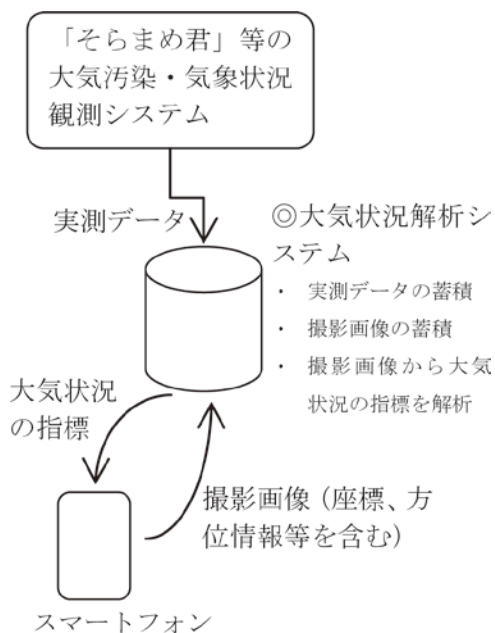 「そらまめ君」等の
大気汚染・気象状況
観測システム
実測データ
◎大気状況解析シ
ステム
・ 実測データの蓄積
・ 撮影画像の蓄積
・ 撮影画像から大気
状況の指標を解析
大気状況
の指標
撮影画像（座標、方
位情報等を含む）
スマートフォン